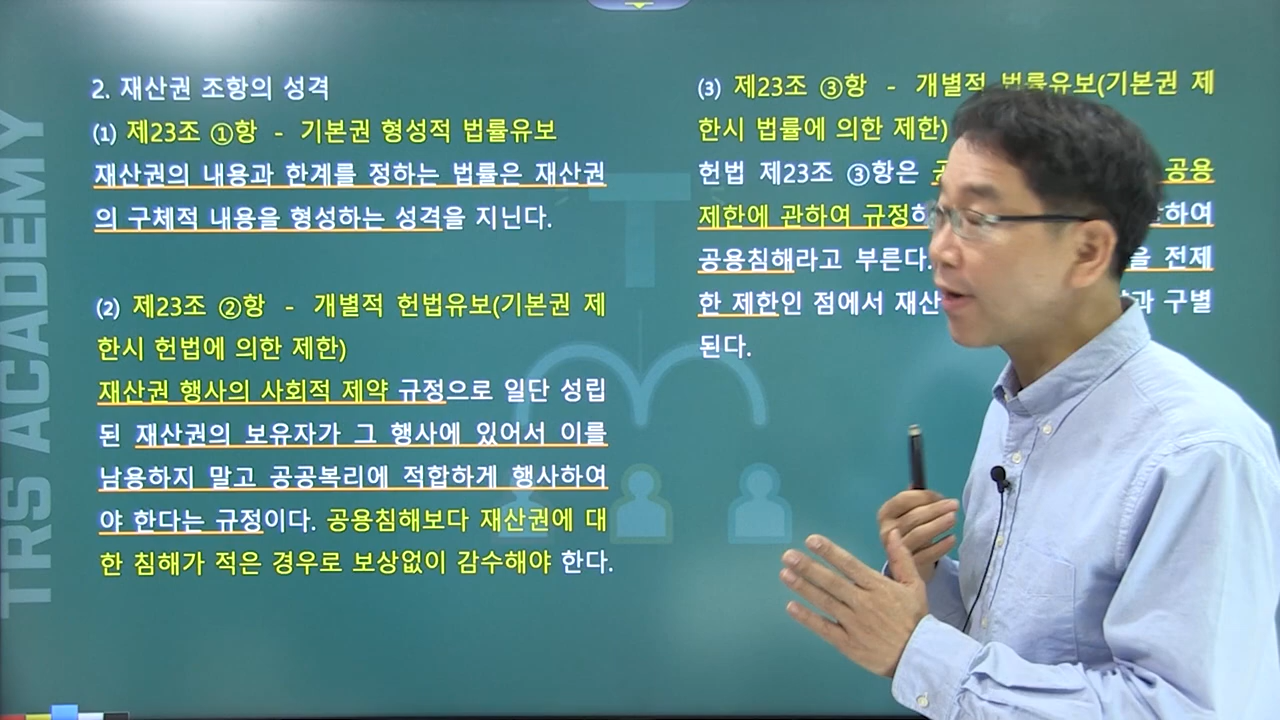 2. 재산권 조항의 성격
(1) 제23조 ①항 - 기본권 형성적 법률유보
재산권의 내용과 한계를 정하는 법률은 재산권
의 구체적 내용을 형성하는 성격을 지닌다.
(2) 제23조 ②항 - 개별적 헌법유보(기본권 제
한시 헌법에 의한 제한)
재산권 행사의 사회적 제약 규정으로 일단 성립
된 재산권의 보유자가 그 행사에 있어서 이를
남용하지 말고 공공복리에 적합하게 행사하여
야 한다는 규정이다. 공용침해보다 재산권에 대
한 침해가 적은 경우로 보상없이 감수해야 한다.
(3) 제23조 ③항 - 개별적 법률유보(기본권 제
한시 법률에 의한 제한)
헌법 제23조 ③항은 공용
제한에 관하여 규정
공용침해라고 부른다. 전제
한 제한인 점에서 구별
된다.
TRS ACADEMY